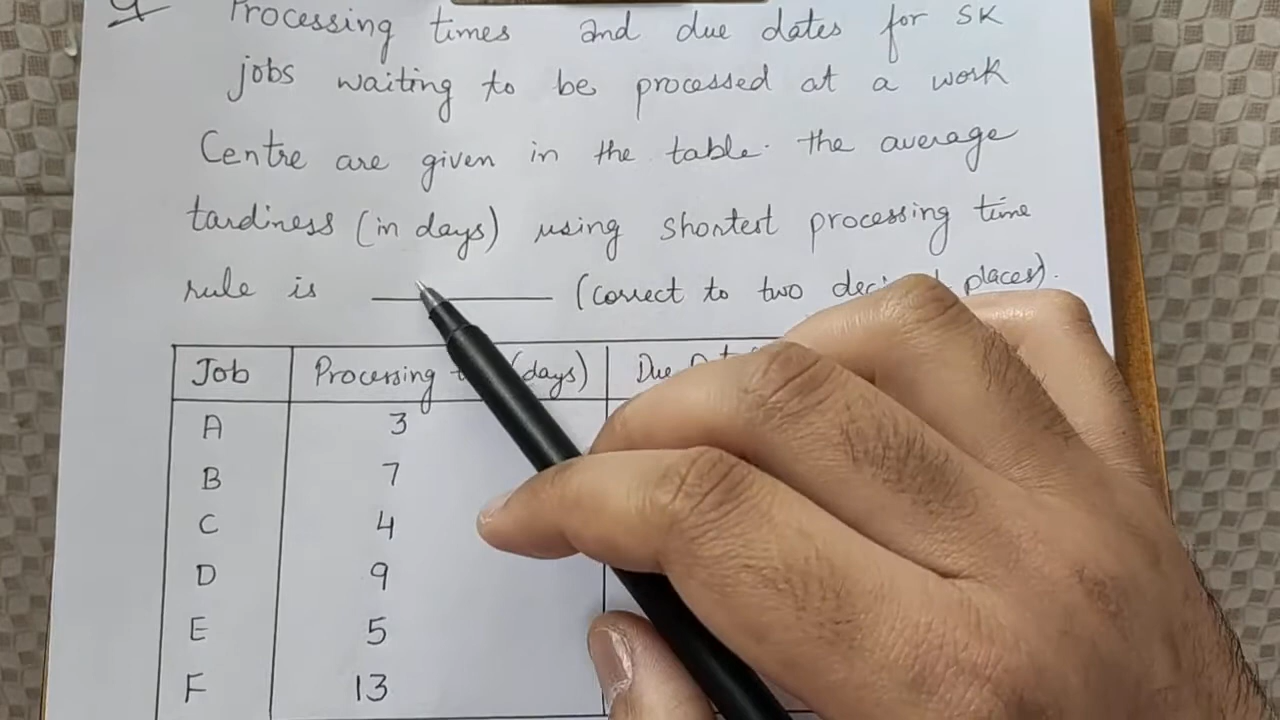 Q
Processing times and due dates for SK
jobs waiting to be processed at a work
Centre are given in the table. the average
tardiness (in days) using shortest processing time
rule is ________ (correct to two places).
Job Processing (days) Due
A 3
B 7
C 4
D 9
E 5
F 13